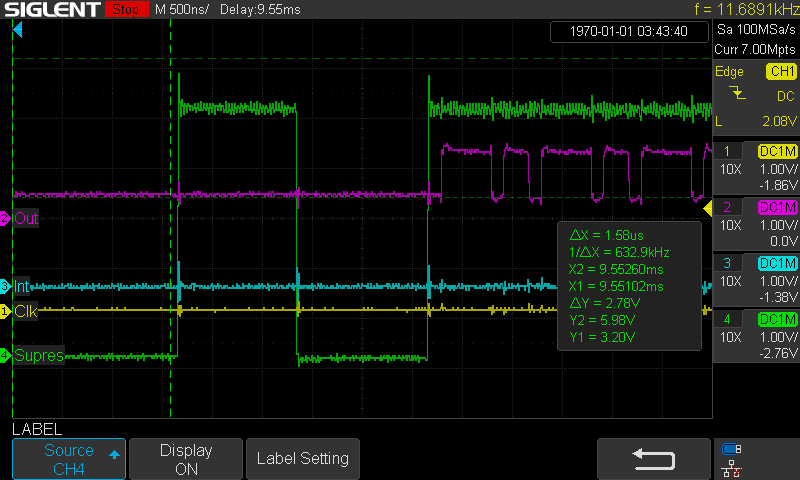 SIGLENT Stop M 500ns/ Delay:9.55ms f = 11.6891kHz
1970-01-01 03:43:40
Sa 100MSa/s
Curr 7.00Mpts
Edge CH1
DC
L 2.08V
1 DC1M
10X 1.00V/
-1.86V
2 DC1M
10X 1.00V/
0.0V
3 DC1M
10X 1.00V/
-1.38V
4 DC1M
10X 1.00V/
-2.76V
2 Out
3 Int
1 Clk
4 Supres
ΔX = 1.58us
1/ΔX = 632.9kHz
X2 = 9.55260ms
X1 = 9.55102ms
ΔY = 2.78V
Y2 = 5.98V
Y1 = 3.20V
LABEL
Source
CH4
Display
ON
Label Setting